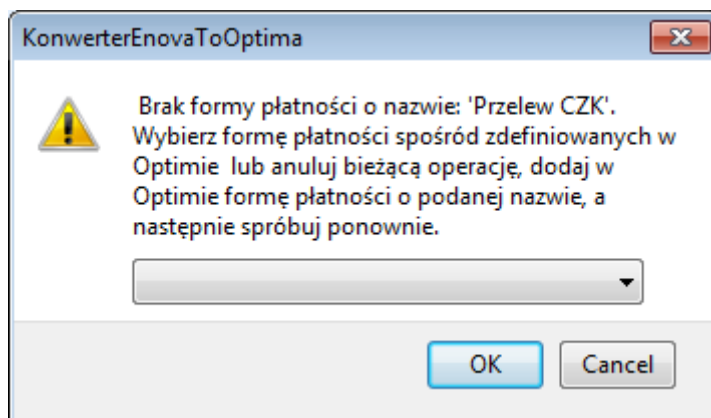 KonwerterEnovaToOptima
Brak formy płatności o nazwie: 'Przelew CZK'.
Wybierz formę płatności spośród zdefiniowanych w
Optimie lub anuluj bieżącą operację, dodaj w
Optimie formę płatności o podanej nazwie, a
następnie spróbuj ponownie.
OK Cancel